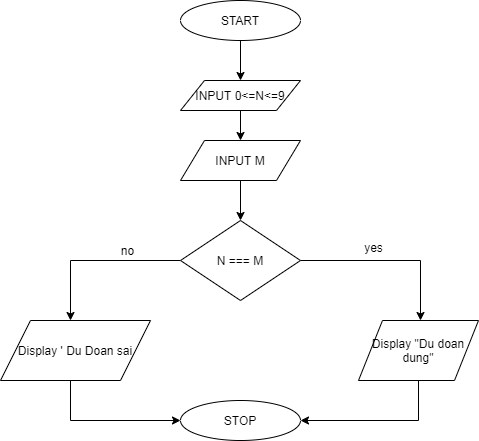 START
INPUT 0<=N<=9
INPUT M
N === M
no
yes
Display ' Du Doan sai
Display "Du doan
dung"
STOP